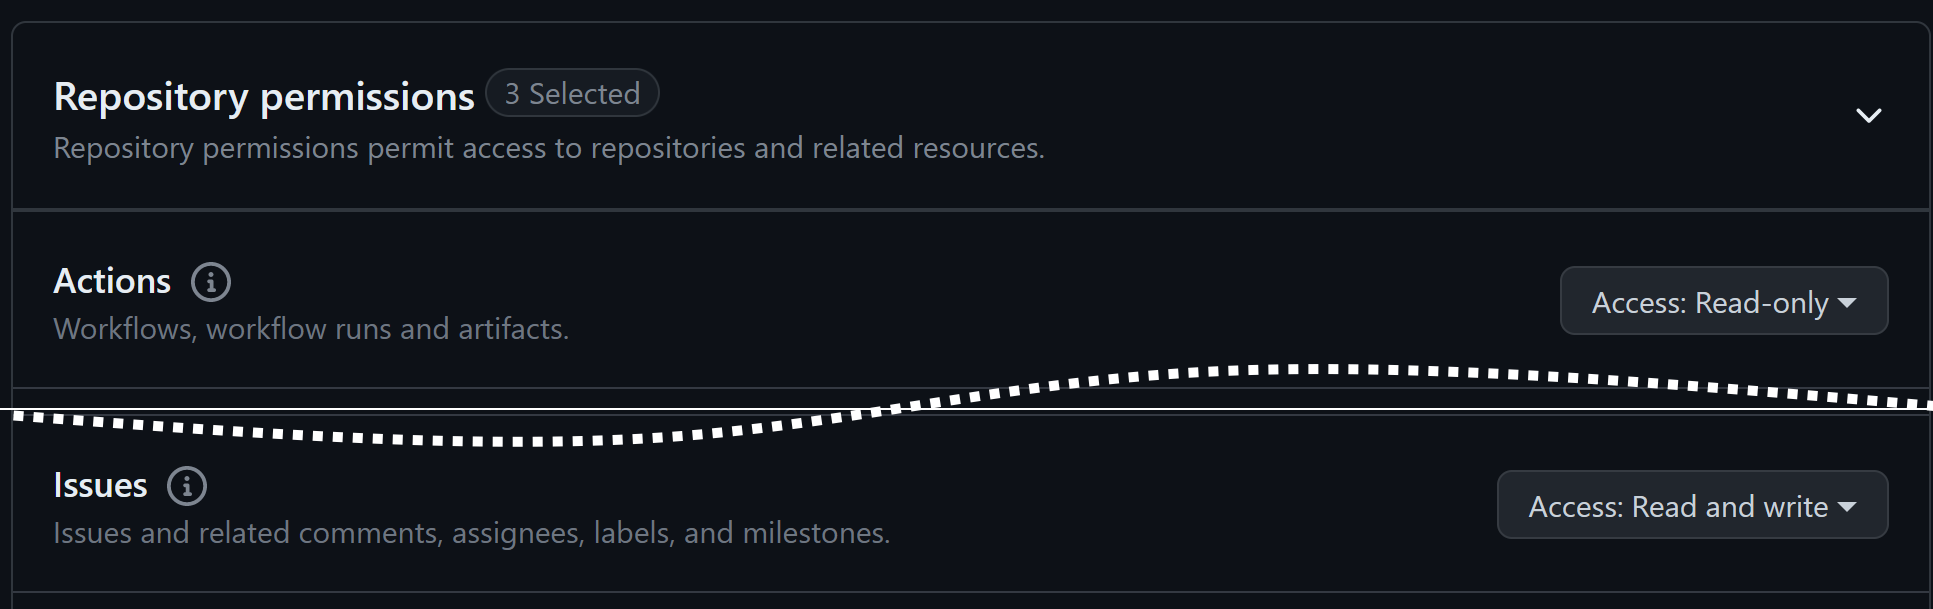 Repository permissions 3 Selected
Repository permissions permit access to repositories and related resources.
Actions
Access: Read-only
Workflows, workflow runs and artifacts.
Issues
Access: Read and write
Issues and related comments, assignees, labels, and milestones.